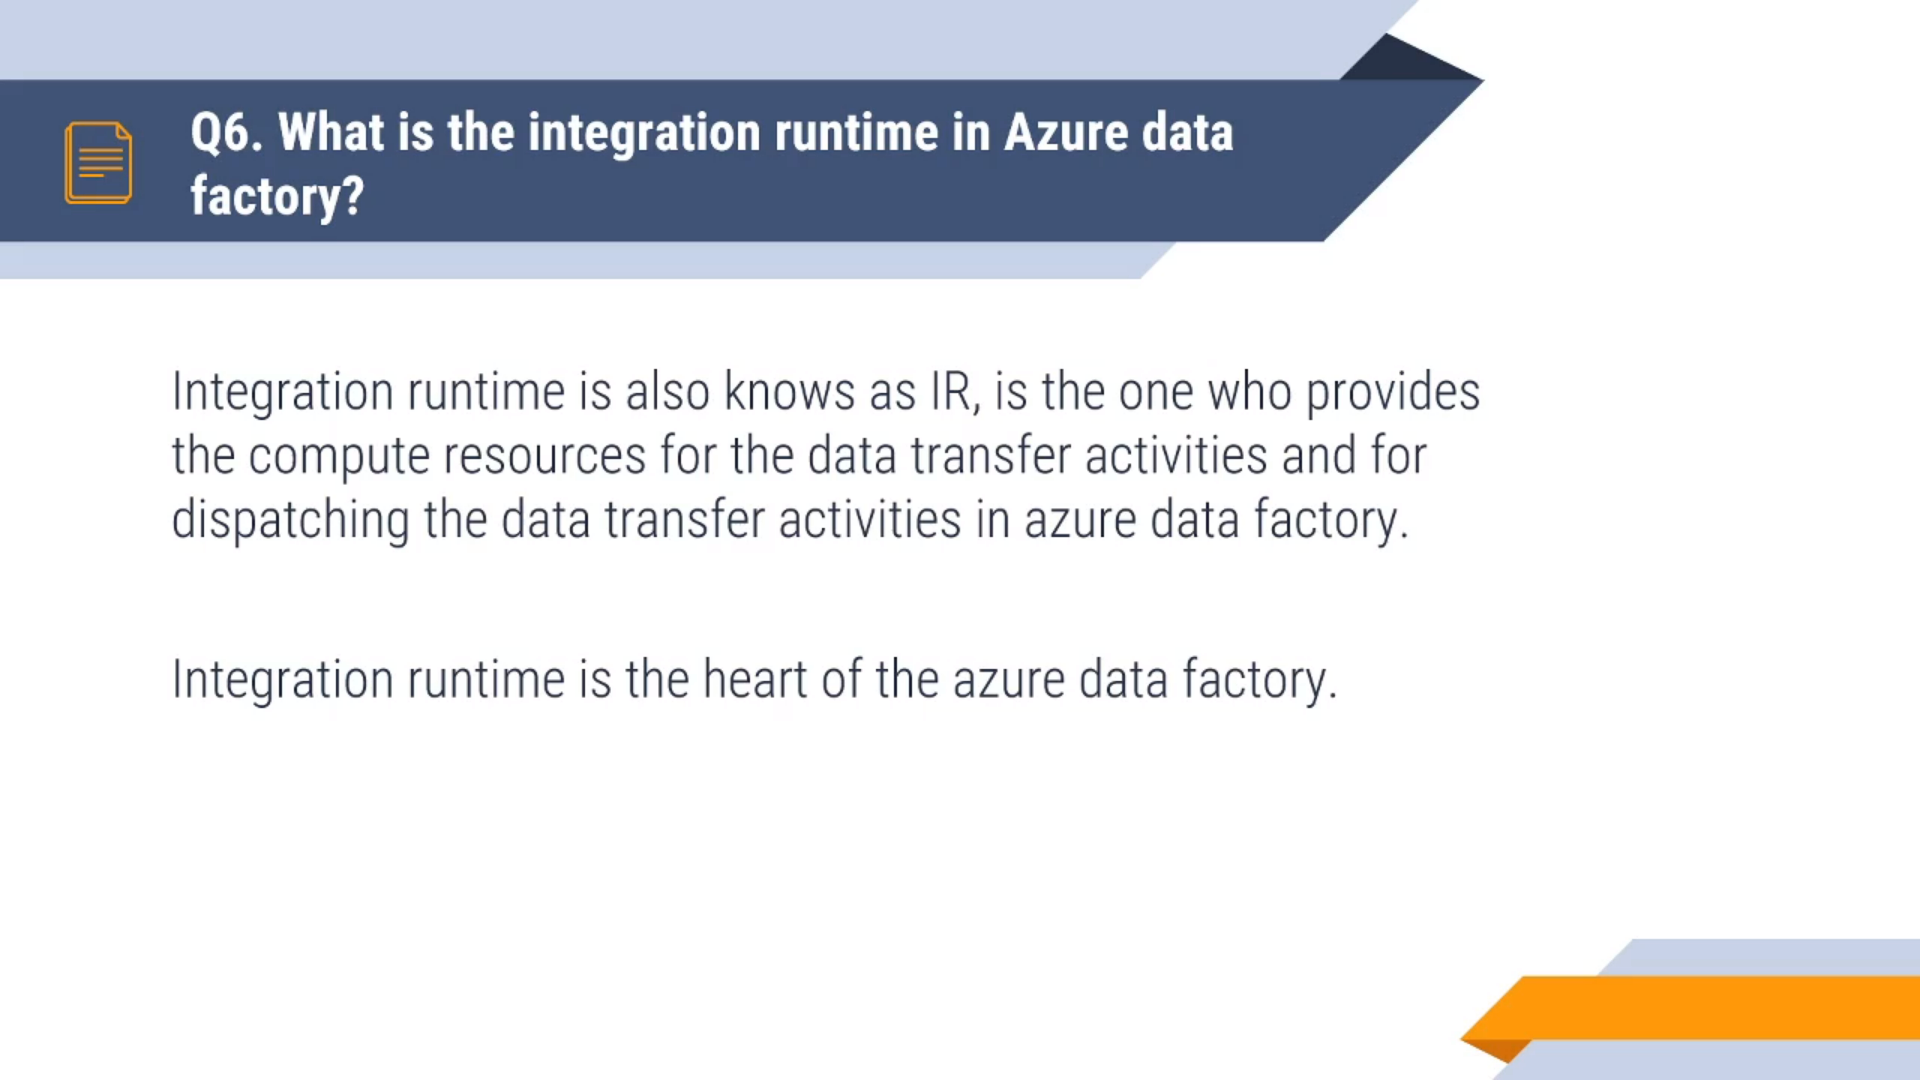 Q6. What is the integration runtime in Azure data
factory?
Integration runtime is also knows as IR, is the one who provides
the compute resources for the data transfer activities and for
dispatching the data transfer activities in azure data factory.
Integration runtime is the heart of the azure data factory.